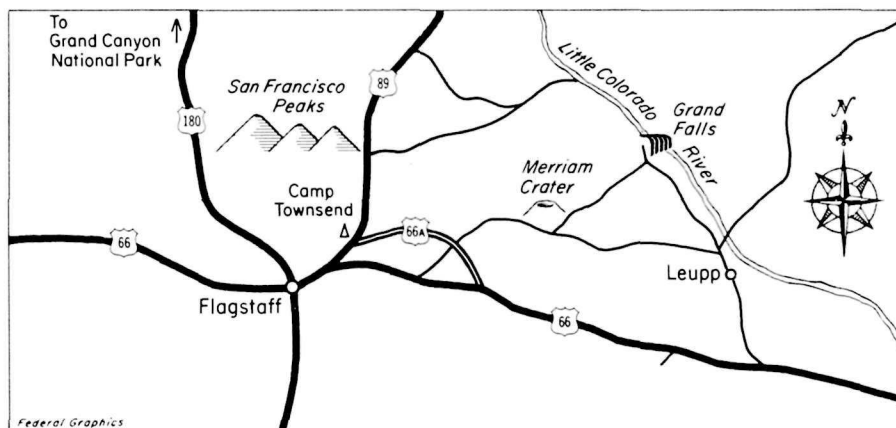 To
Grand Canyon
National Park
San Francisco
Peaks
180
89
Little Colorado
River
Grand
Falls
N
Merriam
Crater
Camp
Townsend
66A
66
Flagstaff
Leupp
66
Federal Graphics